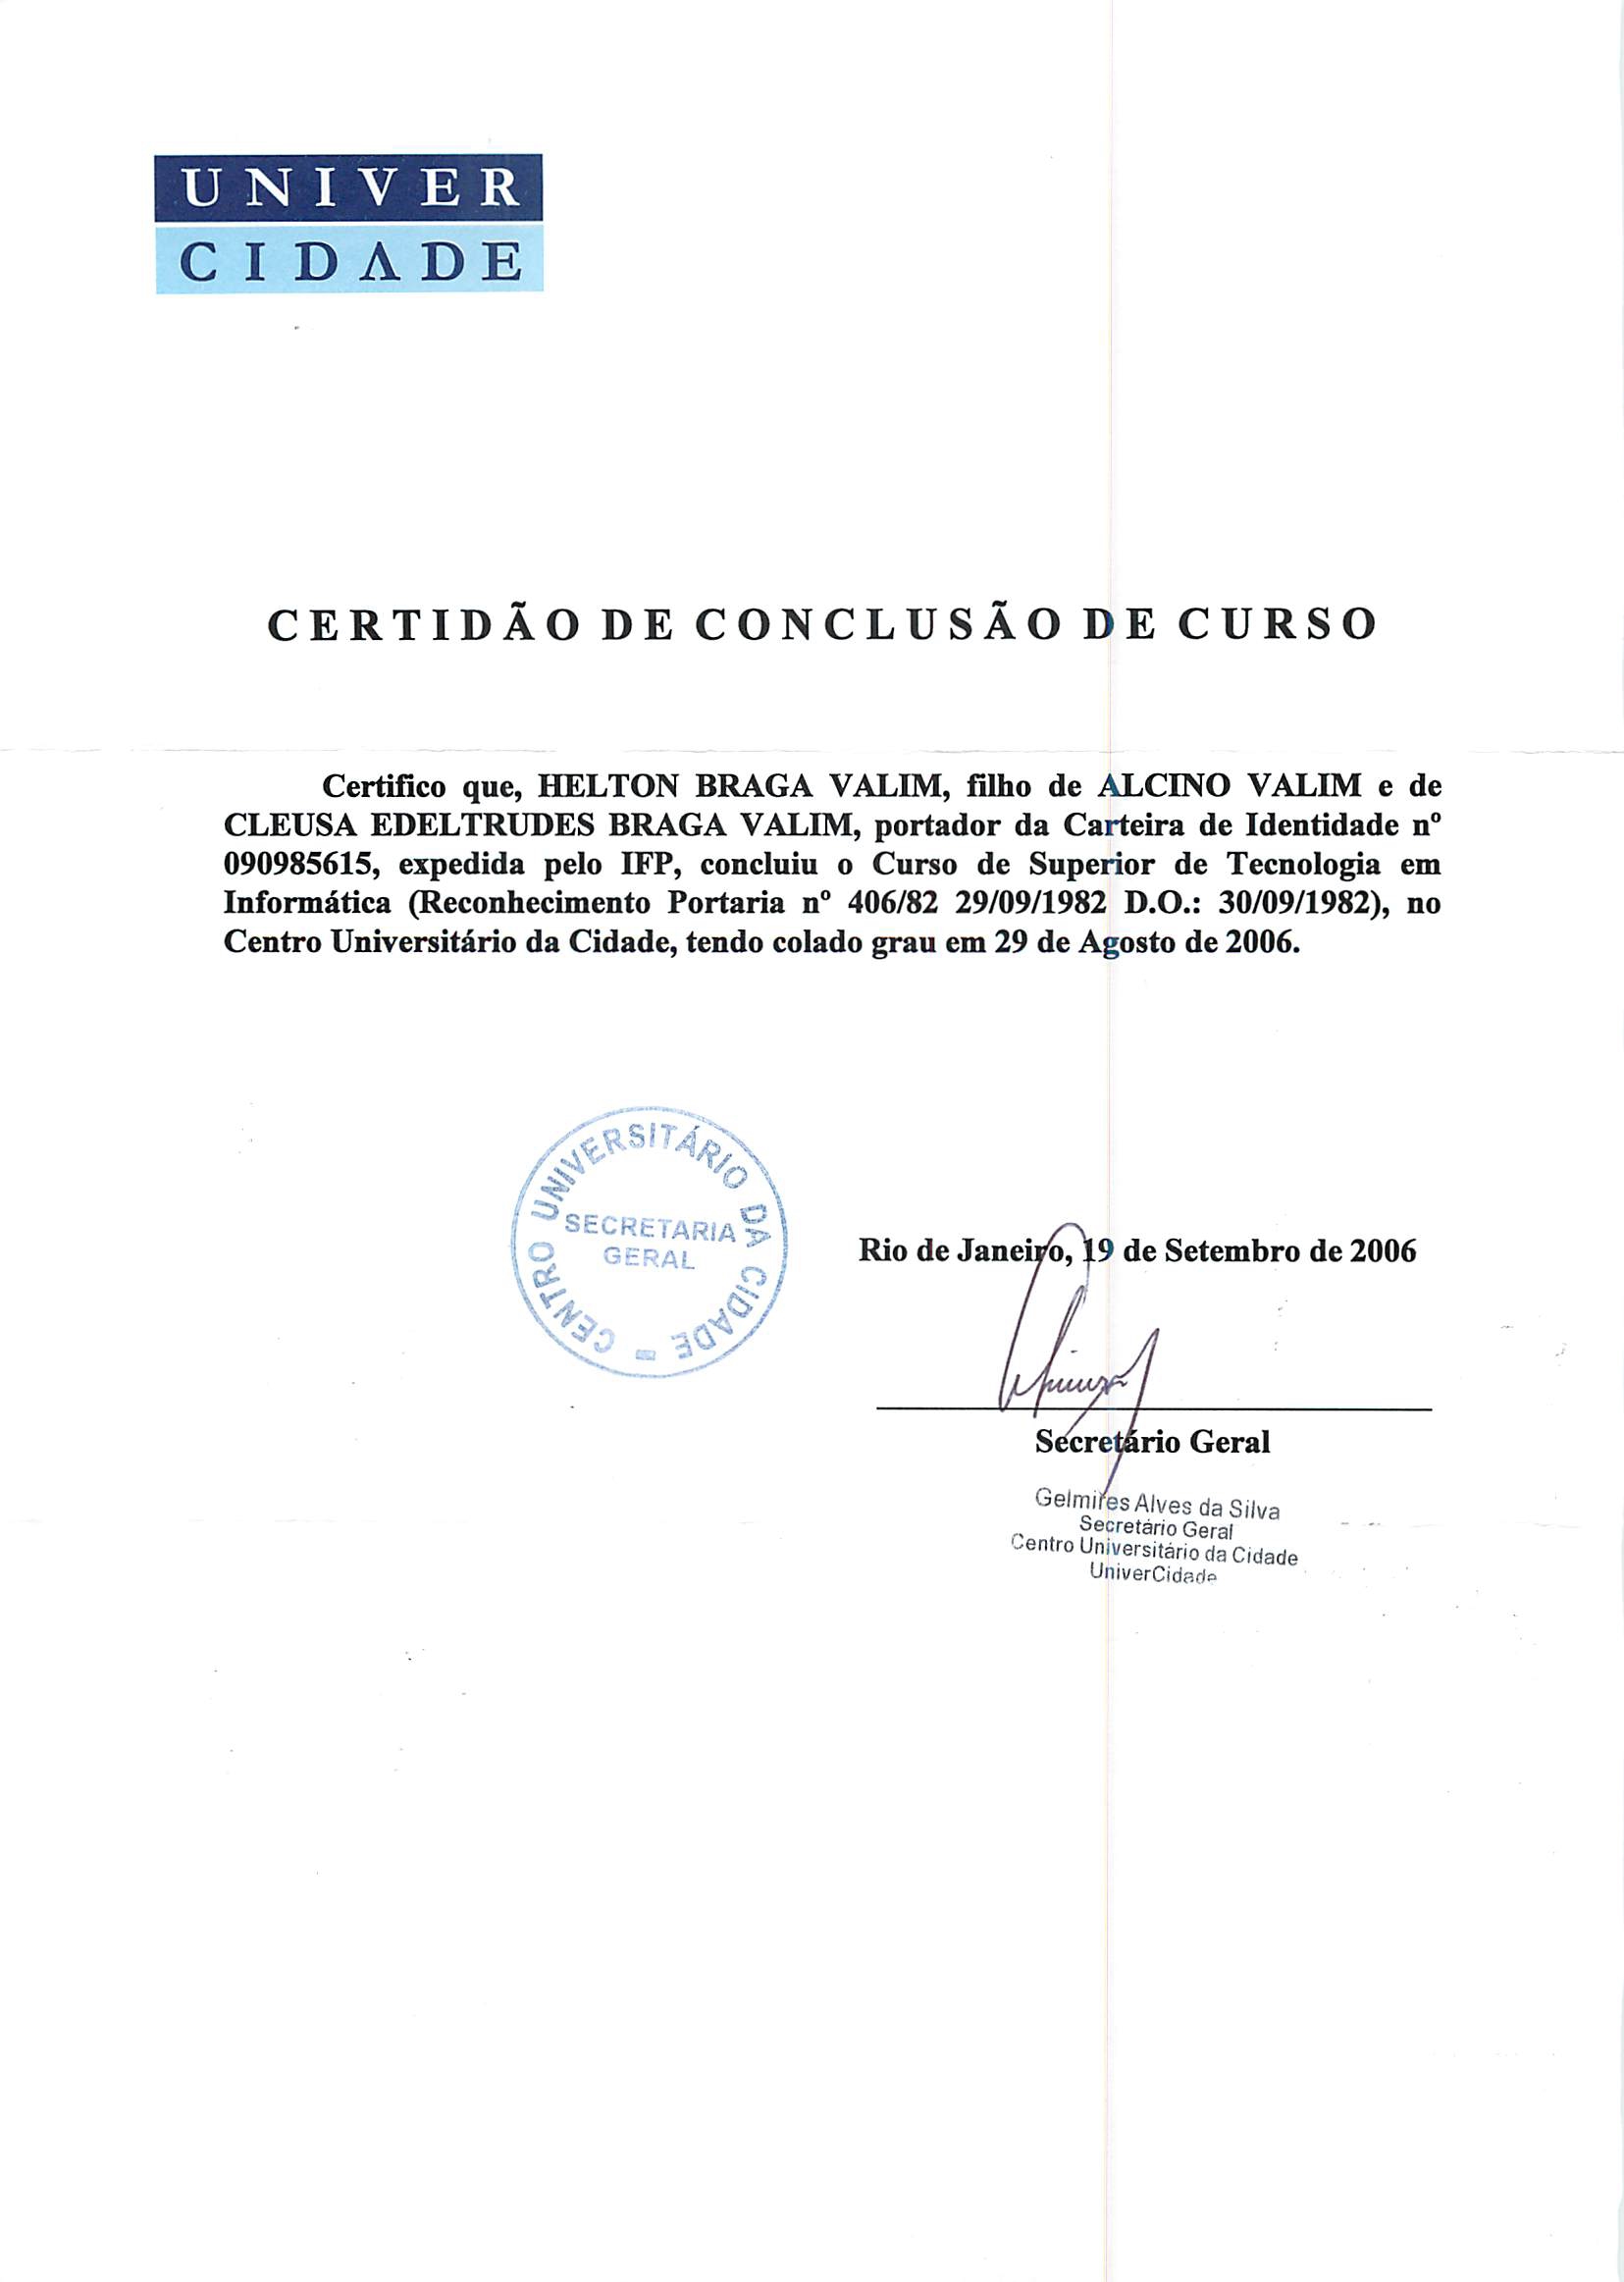 UNIVER
CIDADE
CERTIDÃO DE CONCLUSÃO DE CURSO
Certifico que, HELTON BRAGA VALIM, filho de ALCINO VALIM e de
CLEUSA EDELTRUDES BRAGA VALIM, portador da Carteira de Identidade nº
090985615, expedida pelo IFP, concluiu o Curso de Superior de Tecnologia em
Informática (Reconhecimento Portaria nº 406/82 29/09/1982 D.O.: 30/09/1982), no
Centro Universitário da Cidade, tendo colado grau em 29 de Agosto de 2006.
CENTRO UNIVERSITÁRIO DA CIDADE -
SECRETARIA
GERAL
Rio de Janeiro, 19 de Setembro de 2006
Secretário Geral
Gelmires Alves da Silva
Secretário Geral
Centro Universitário da Cidade
UniverCidade